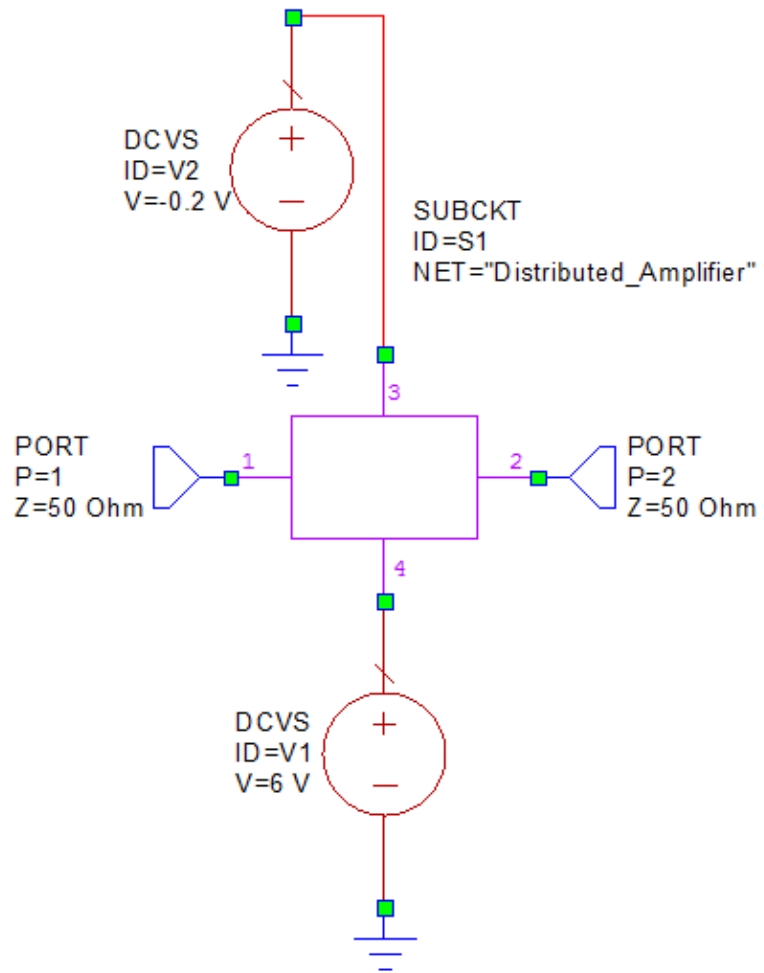 DCVS
ID=V2
V=-0.2 V
+
−
SUBCKT
ID=S1
NET="Distributed_Amplifier"
3
PORT
P=1
Z=50 Ohm
1
2
PORT
P=2
Z=50 Ohm
4
DCVS
ID=V1
V=6 V
+
−